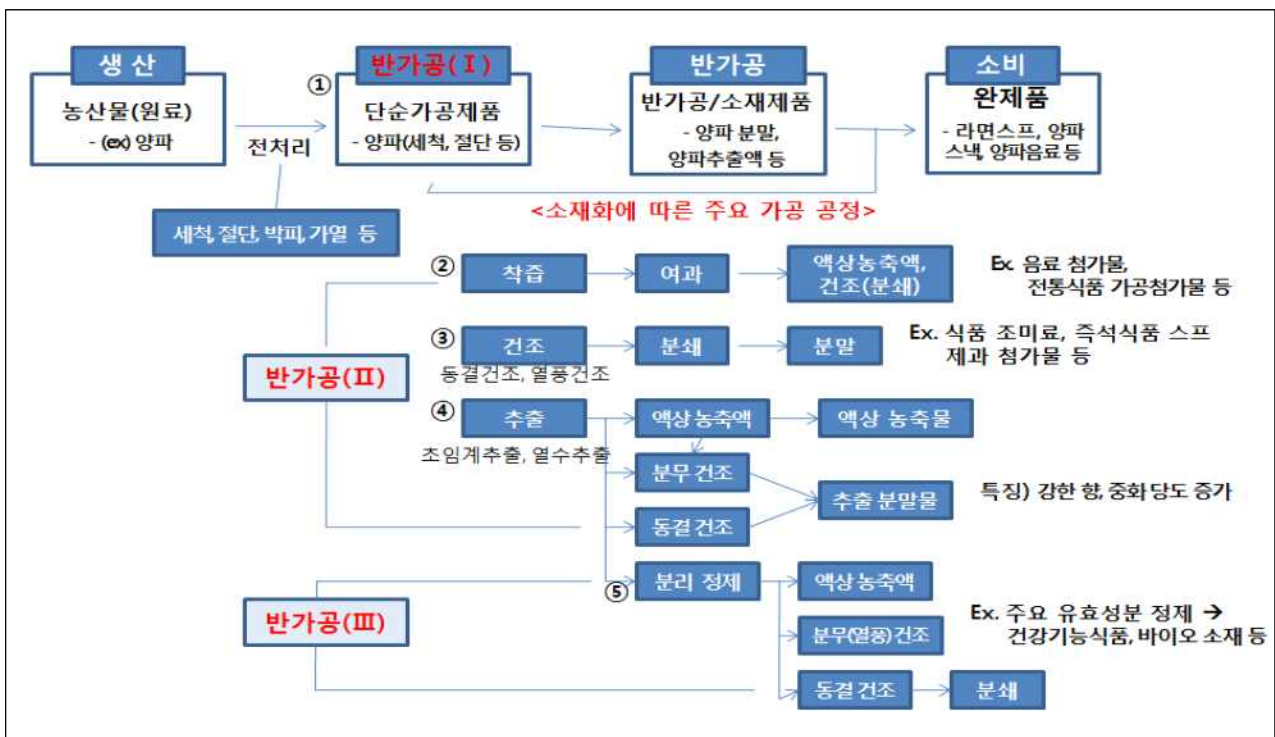 생 산
농산물(원료)
- (ex) 양파
전처리
세척, 절단, 박피, 가열 등
①
반가공(Ⅰ)
단순가공제품
- 양파(세척, 절단 등)
반가공
반가공/소재제품
- 양파 분말,
양파추출액 등
소비
완제품
- 라면스프, 양파
스낵, 양파음료 등
<소재화에 따른 주요 가공 공정>
반가공(Ⅱ)
②
착즙
여과
액상농축액,
건조(분쇄)
Ex. 음료 첨가물,
전통식품 가공첨가물 등
③
건조
분쇄
분말
Ex. 식품 조미료, 즉석식품 스프
제과 첨가물 등
동결건조, 열풍건조
④
추출
액상 농축액
액상 농축물
초임계추출, 열수추출
분무 건조
동결 건조
추출 분말물
특징) 강한 향, 중화당도 증가
반가공(Ⅲ)
⑤
분리 정제
액상 농축액
분무(열풍)건조
동결 건조
분쇄
Ex. 주요 유효성분 정제 →
건강기능식품, 바이오 소재 등